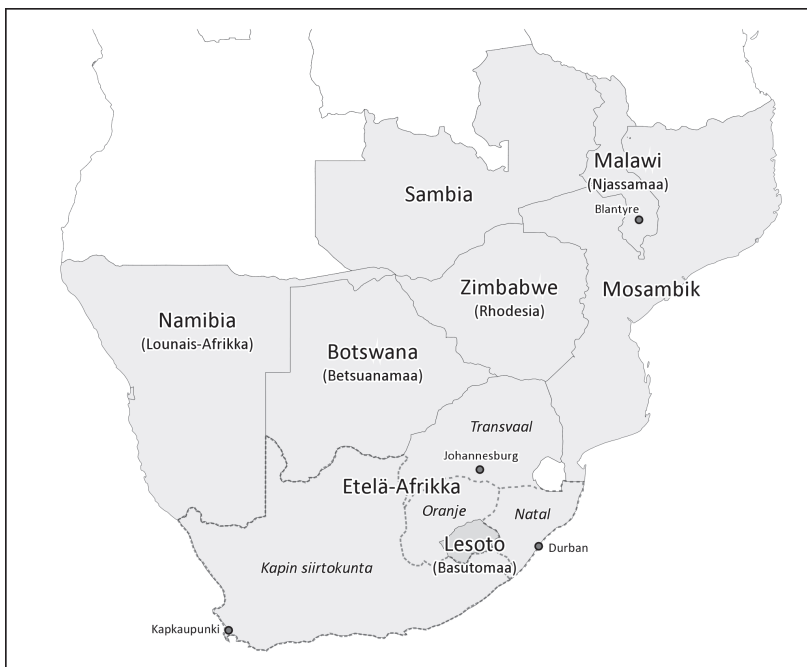 Malawi
(Njassamaa)
Blantyre
Sambia
Zimbabwe
(Rhodesia)
Mosambik
Namibia
(Lounais-Afrikka)
Botswana
(Betsuanamaa)
Transvaal
Johannesburg
Etelä-Afrikka
Oranje
Natal
Lesoto
(Basutomaa)
Durban
Kapin siirtokunta
Kapkaupunki